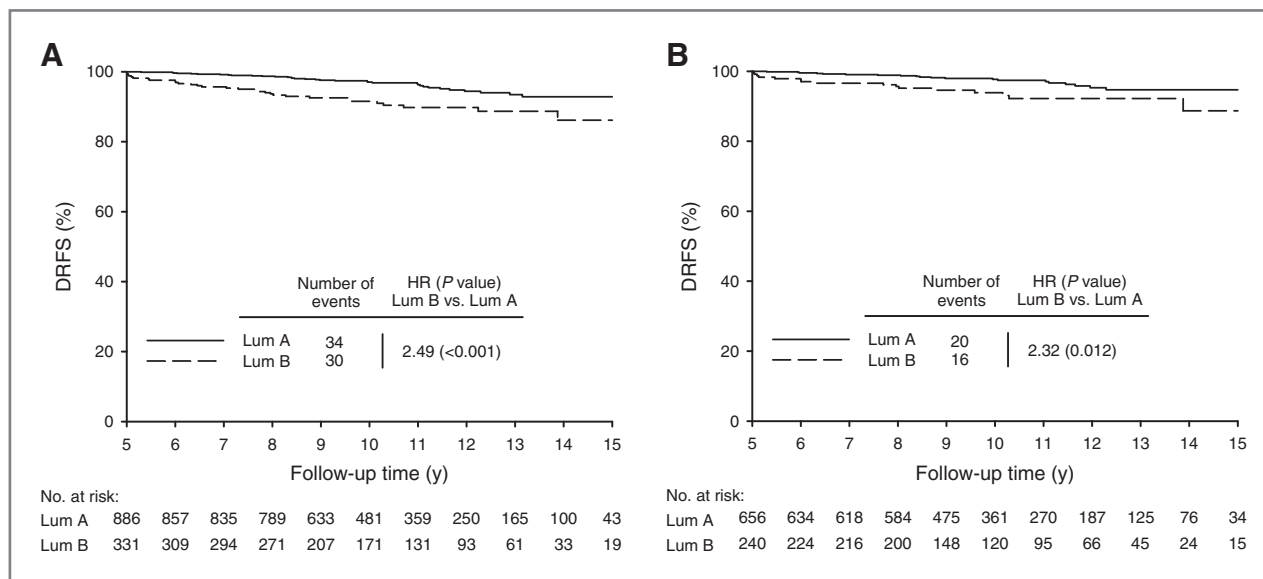 A
100
80
60
40
20
0
DRFS (%)
Number of events
HR (P value)
Lum B vs. Lum A
Lum A 34
Lum B 30
2.49 (<0.001)
5 6 7 8 9 10 11 12 13 14 15
Follow-up time (y)
No. at risk:
Lum A 886 857 835 789 633 481 359 250 165 100 43
Lum B 331 309 294 271 207 171 131 93 61 33 19
B
100
80
60
40
20
0
DRFS (%)
Number of events
HR (P value)
Lum B vs. Lum A
Lum A 20
Lum B 16
2.32 (0.012)
5 6 7 8 9 10 11 12 13 14 15
Follow-up time (y)
No. at risk:
Lum A 656 634 618 584 475 361 270 187 125 76 34
Lum B 240 224 216 200 148 120 95 66 45 24 15